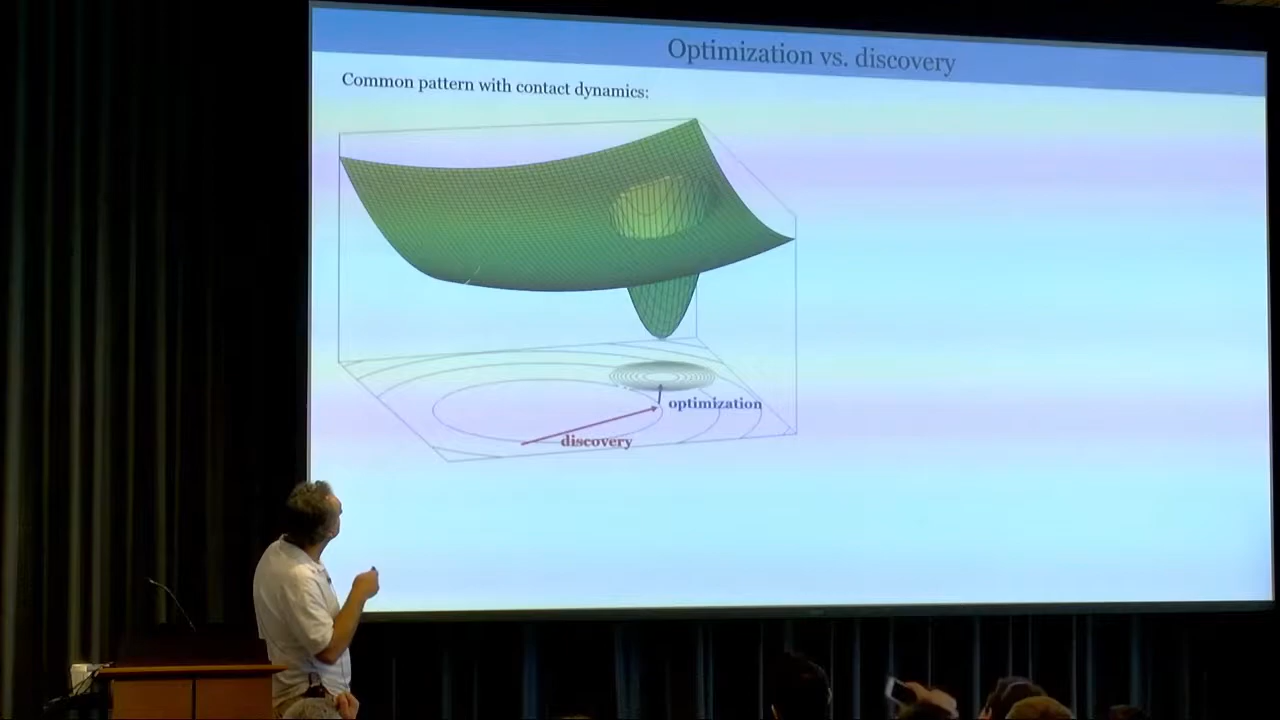 Optimization vs. discovery
Common pattern with contact dynamics:
optimization
discovery